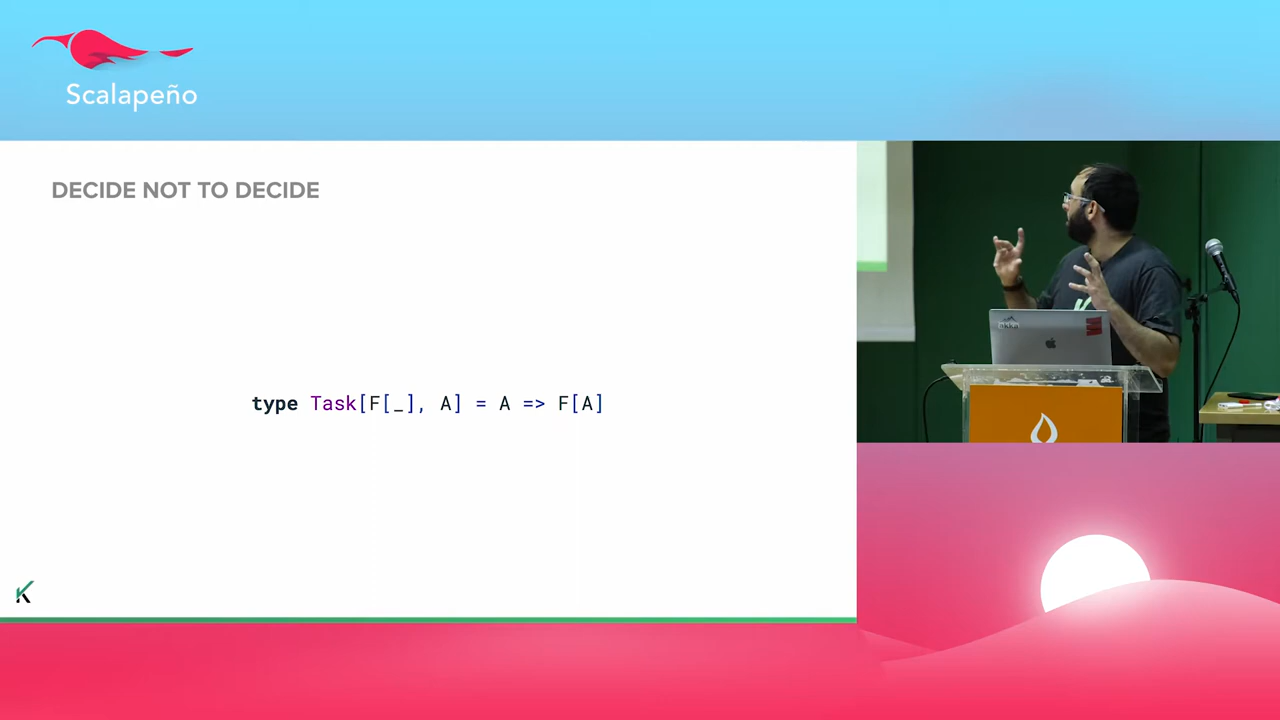 Scalapeño
DECIDE NOT TO DECIDE
type Task[F[_], A] = A => F[A]